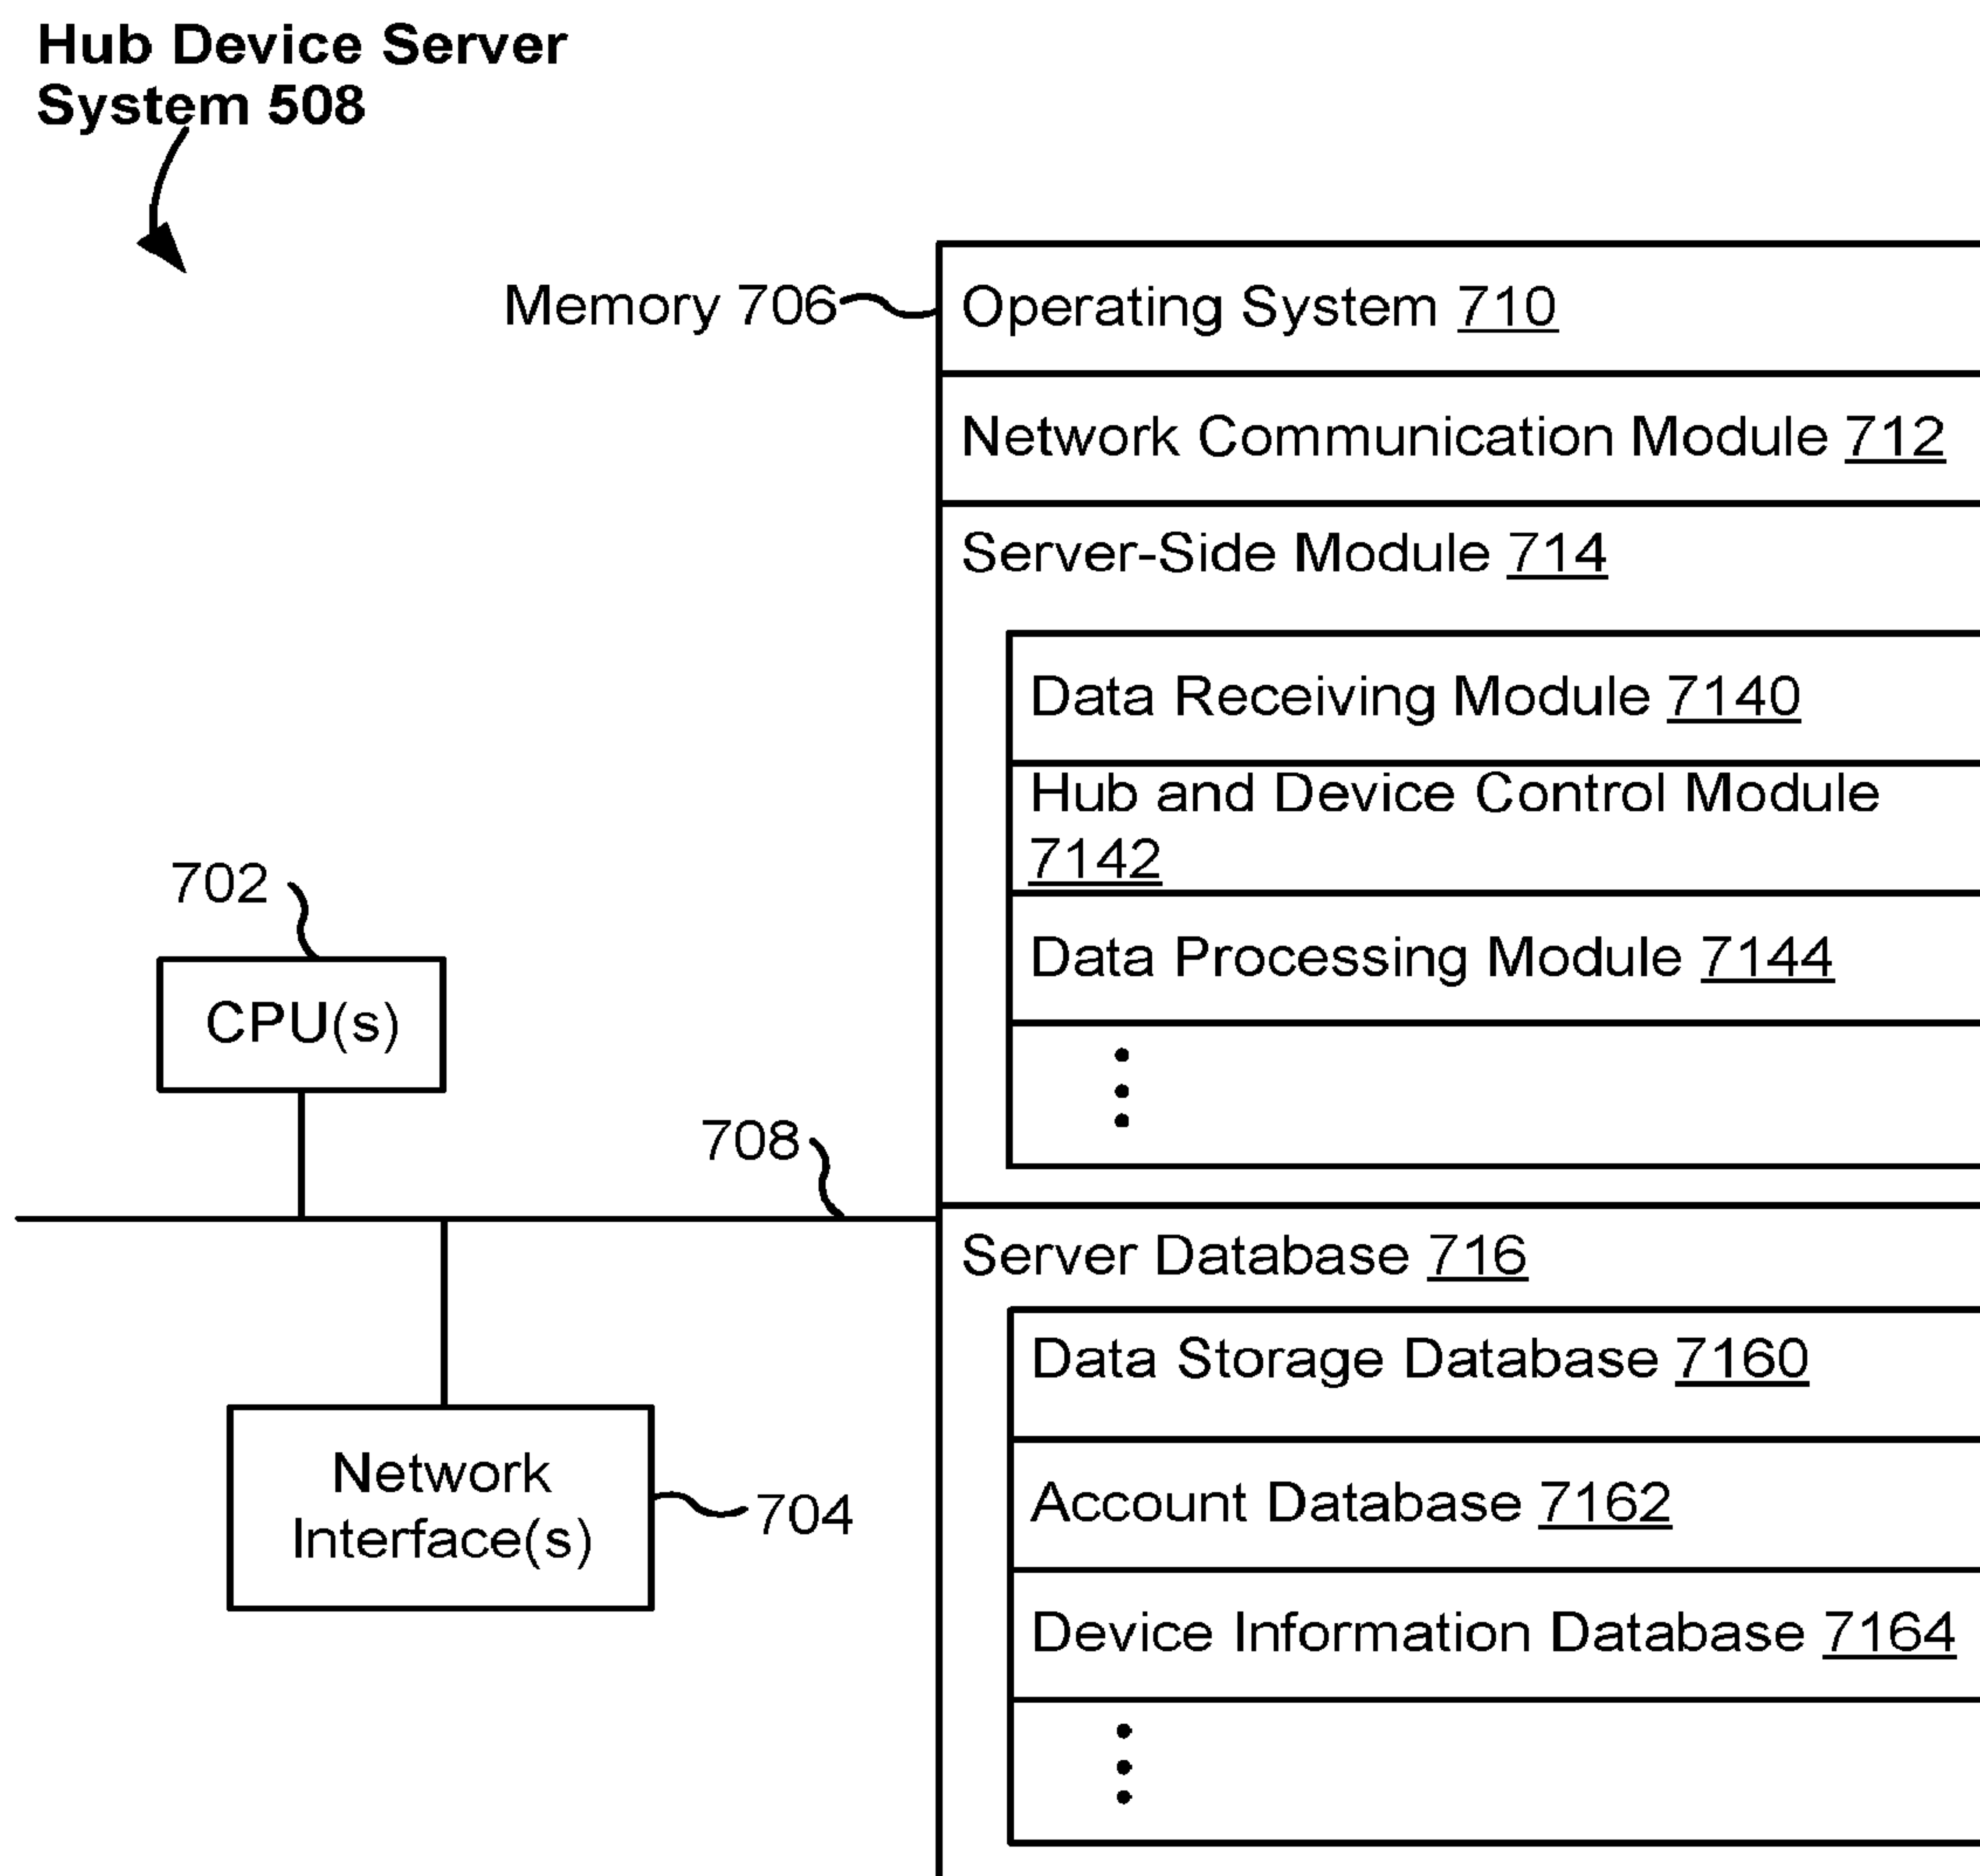 Hub Device Server
System 508
Memory 706
Operating System 710
Network Communication Module 712
Server-Side Module 714
Data Receiving Module 7140
Hub and Device Control Module
7142
Data Processing Module 7144
702
CPU(s)
708
Server Database 716
Data Storage Database 7160
Network
Interface(s)
704
Account Database 7162
Device Information Database 7164